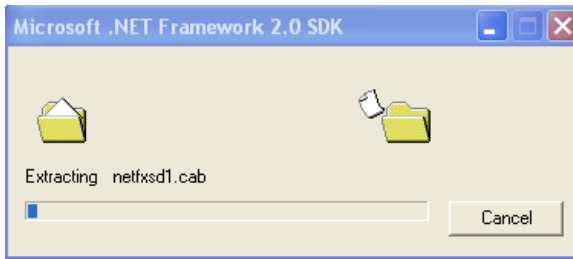 Microsoft .NET Framework 2.0 SDK
Extracting netfxsd1.cab
Cancel